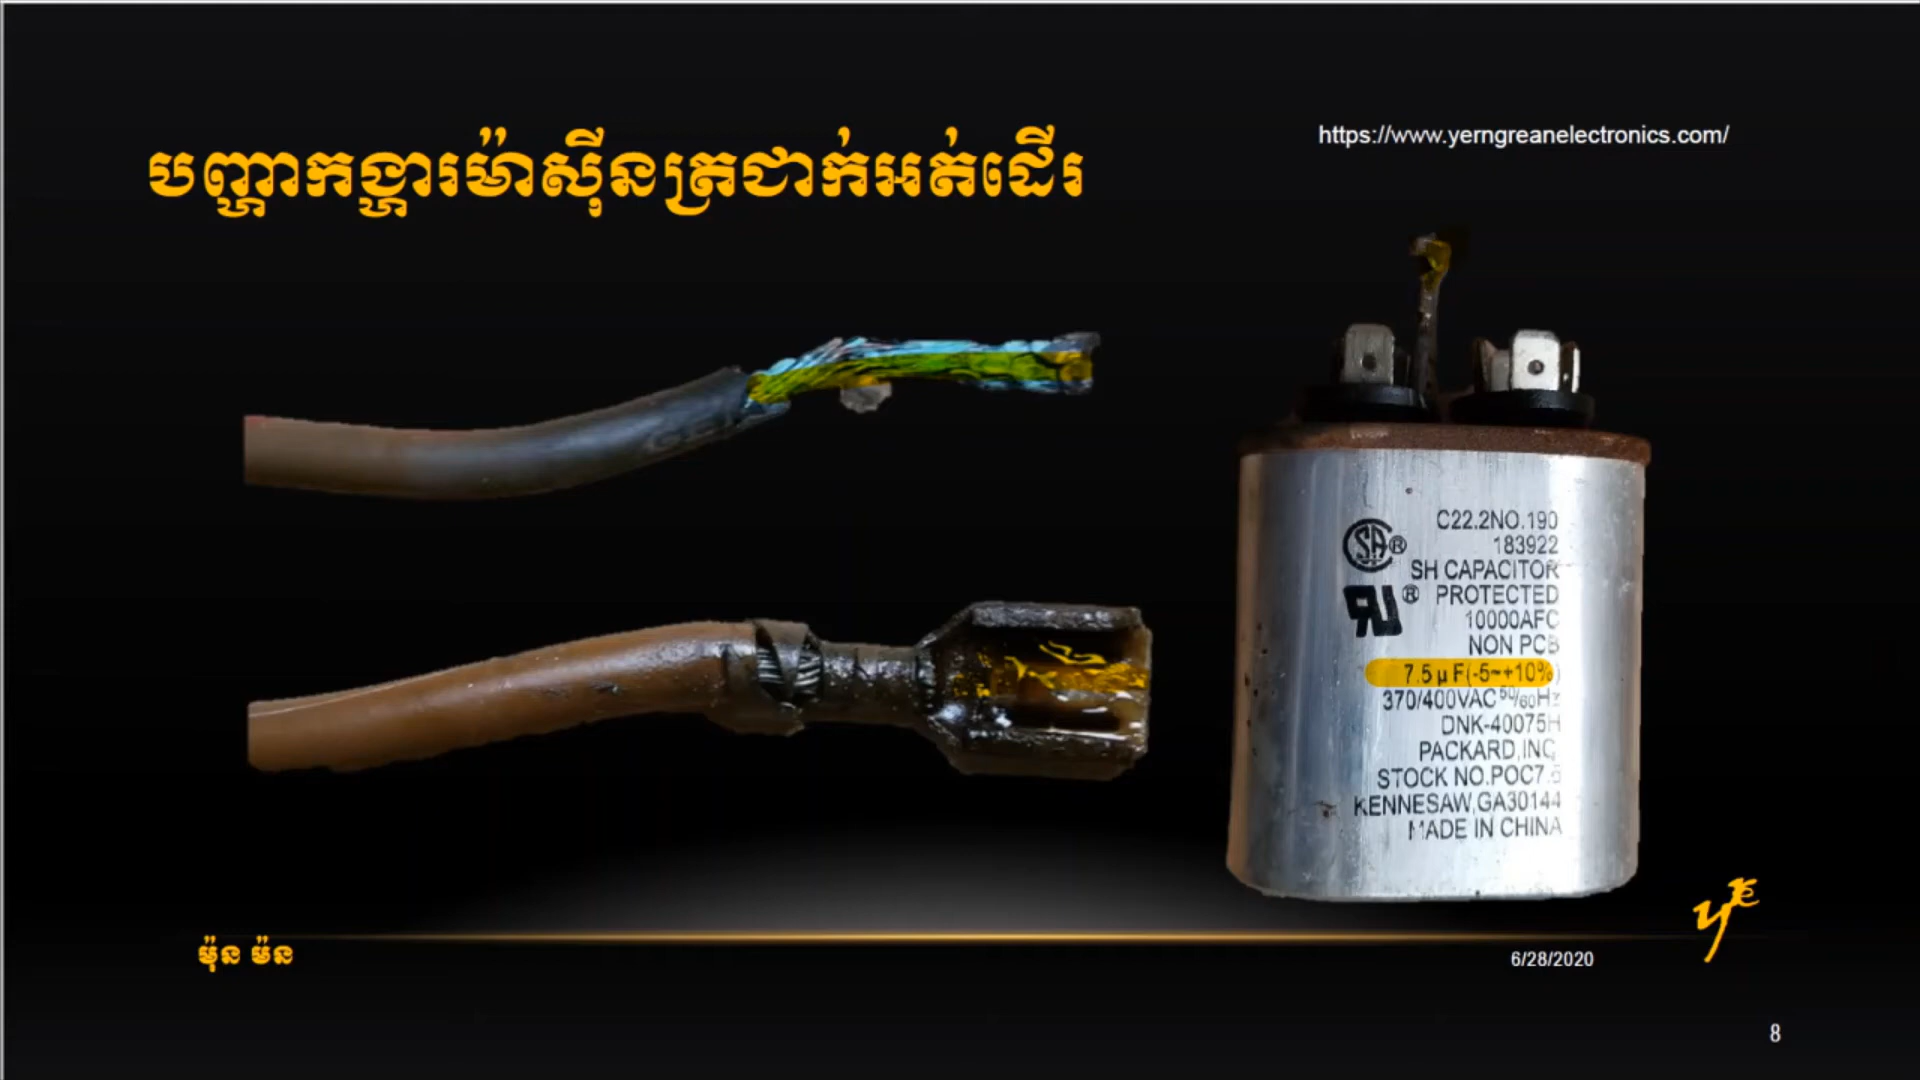 បញ្ហាកង្ហារម៉ាស៊ីនត្រជាក់អត់ដើរ
https://www.yerngreanelectronics.com/
C22.2NO.190
183922
SH CAPACITOR
PROTECTED
10000AFC
NON PCB
7.5 µ F(-5~+10%)
370/400VAC 50/60Hz
DNK-40075H
PACKARD,INC
STOCK NO.POC7.5
KENNESAW,GA30144
MADE IN CHINA
ម៉ុន ម៉ន
6/28/2020
8